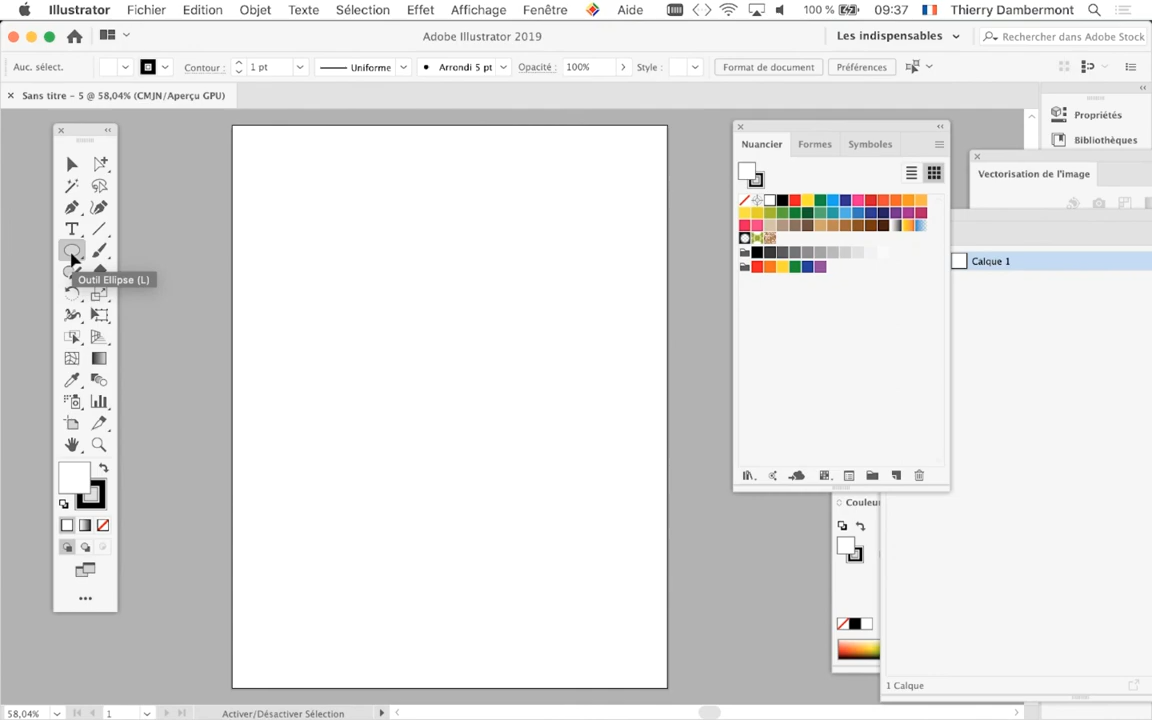 Illustrator Fichier Edition Objet Texte Sélection Effet Affichage Fenêtre Aide 100 % 09:37 Thierry Dambermont
Adobe Illustrator 2019 Les indispensables Rechercher dans Adobe Stock
Auc. sélect. Contour : 1 pt Uniforme Arrondi 5 pt Opacité : 100% Style : Format de document Préférences
Sans titre - 5 @ 58,04% (CMJN/Aperçu GPU)
Propriétés
Bibliothèques
Nuancier Formes Symboles
Vectorisation de l'image
Calque 1
Outil Ellipse (L)
Couleur
1 Calque
58,04% 1 Activer/Désactiver Sélection